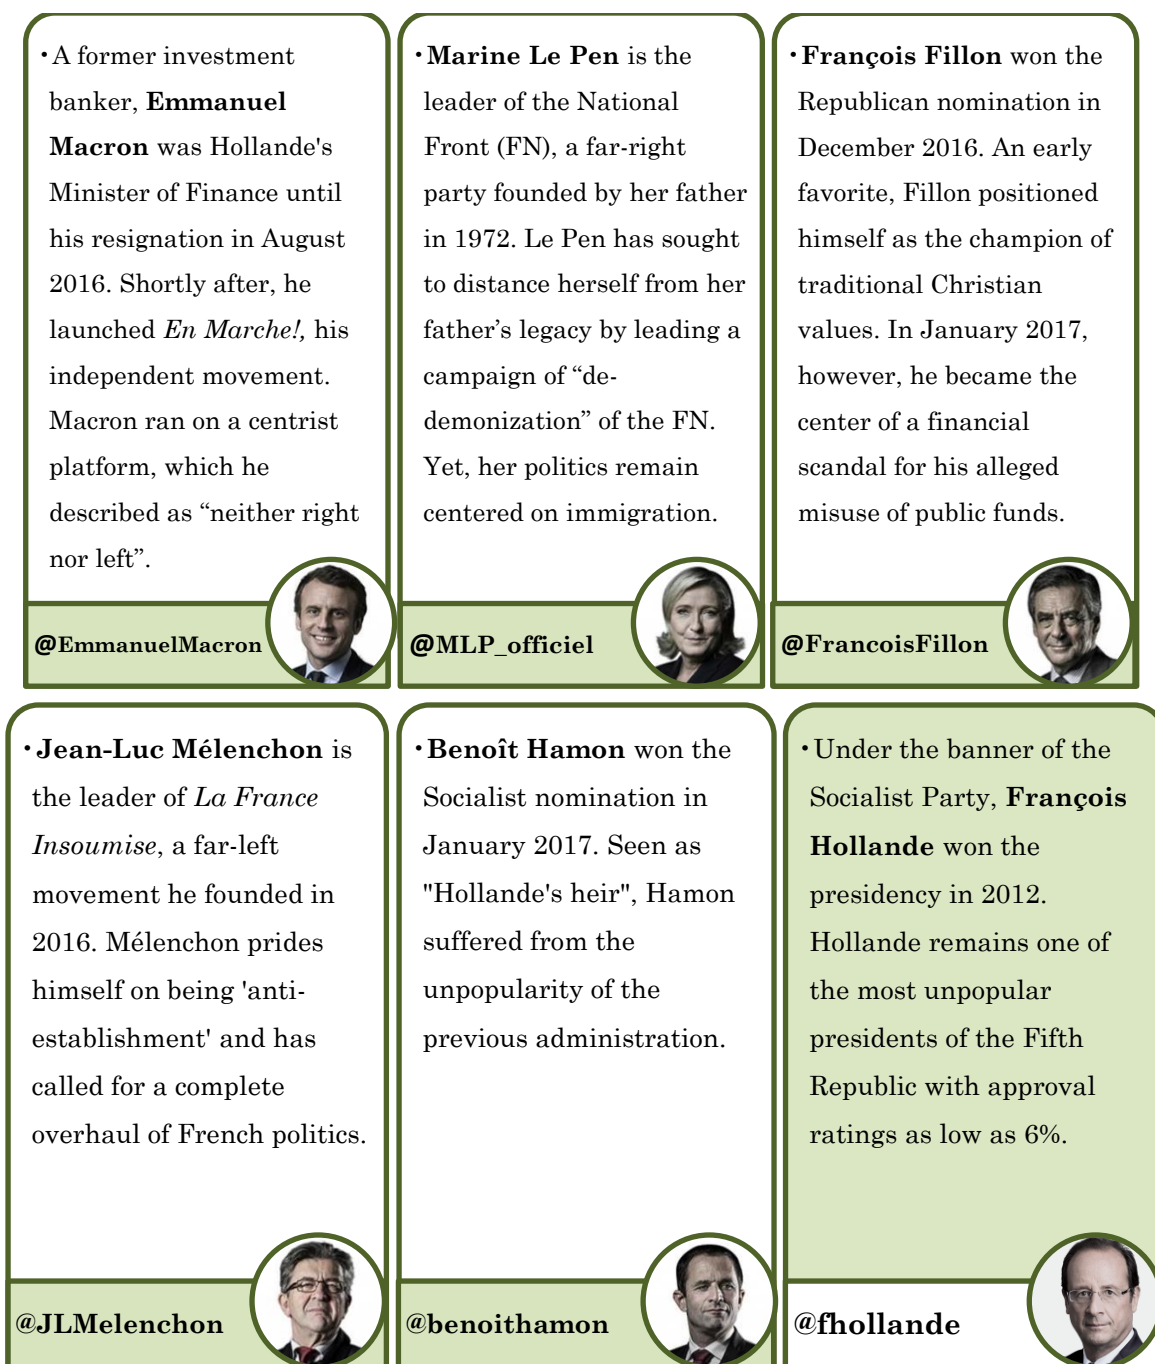 · A former investment
banker, Emmanuel
Macron was Hollande's
Minister of Finance until
his resignation in August
2016. Shortly after, he
launched En Marche!, his
independent movement.
Macron ran on a centrist
platform, which he
described as “neither right
nor left”.
@EmmanuelMacron
· Marine Le Pen is the
leader of the National
Front (FN), a far-right
party founded by her father
in 1972. Le Pen has sought
to distance herself from her
father’s legacy by leading a
campaign of “de-
demonization” of the FN.
Yet, her politics remain
centered on immigration.
@MLP_officiel
· François Fillon won the
Republican nomination in
December 2016. An early
favorite, Fillon positioned
himself as the champion of
traditional Christian
values. In January 2017,
however, he became the
center of a financial
scandal for his alleged
misuse of public funds.
@FrancoisFillon
· Jean-Luc Mélenchon is
the leader of La France
Insoumise, a far-left
movement he founded in
2016. Mélenchon prides
himself on being 'anti-
establishment' and has
called for a complete
overhaul of French politics.
@JLMelenchon
· Benoît Hamon won the
Socialist nomination in
January 2017. Seen as
"Hollande's heir", Hamon
suffered from the
unpopularity of the
previous administration.
@benoithamon
· Under the banner of the
Socialist Party, François
Hollande won the
presidency in 2012.
Hollande remains one of
the most unpopular
presidents of the Fifth
Republic with approval
ratings as low as 6%.
@fhollande